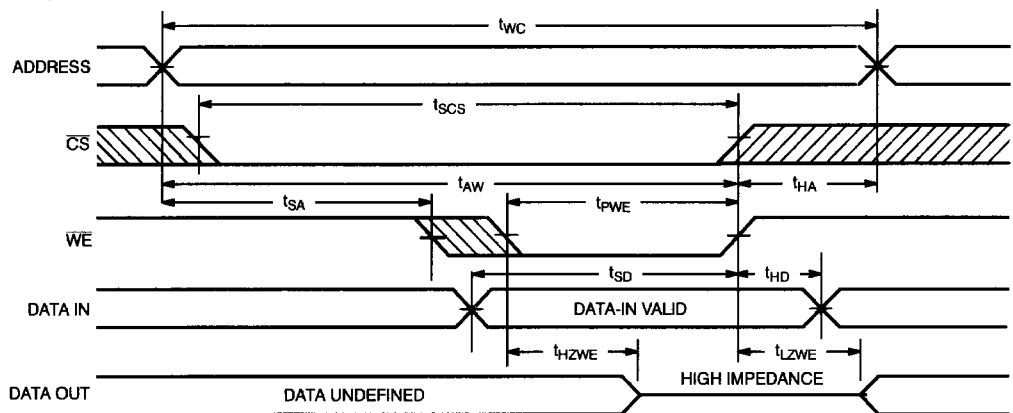 tWC
ADDRESS
tSCS
CS
tAW
tHA
tSA
tPWE
WE
tSD
tHD
DATA IN
DATA-IN VALID
tHZWE
tLZWE
HIGH IMPEDANCE
DATA OUT
DATA UNDEFINED